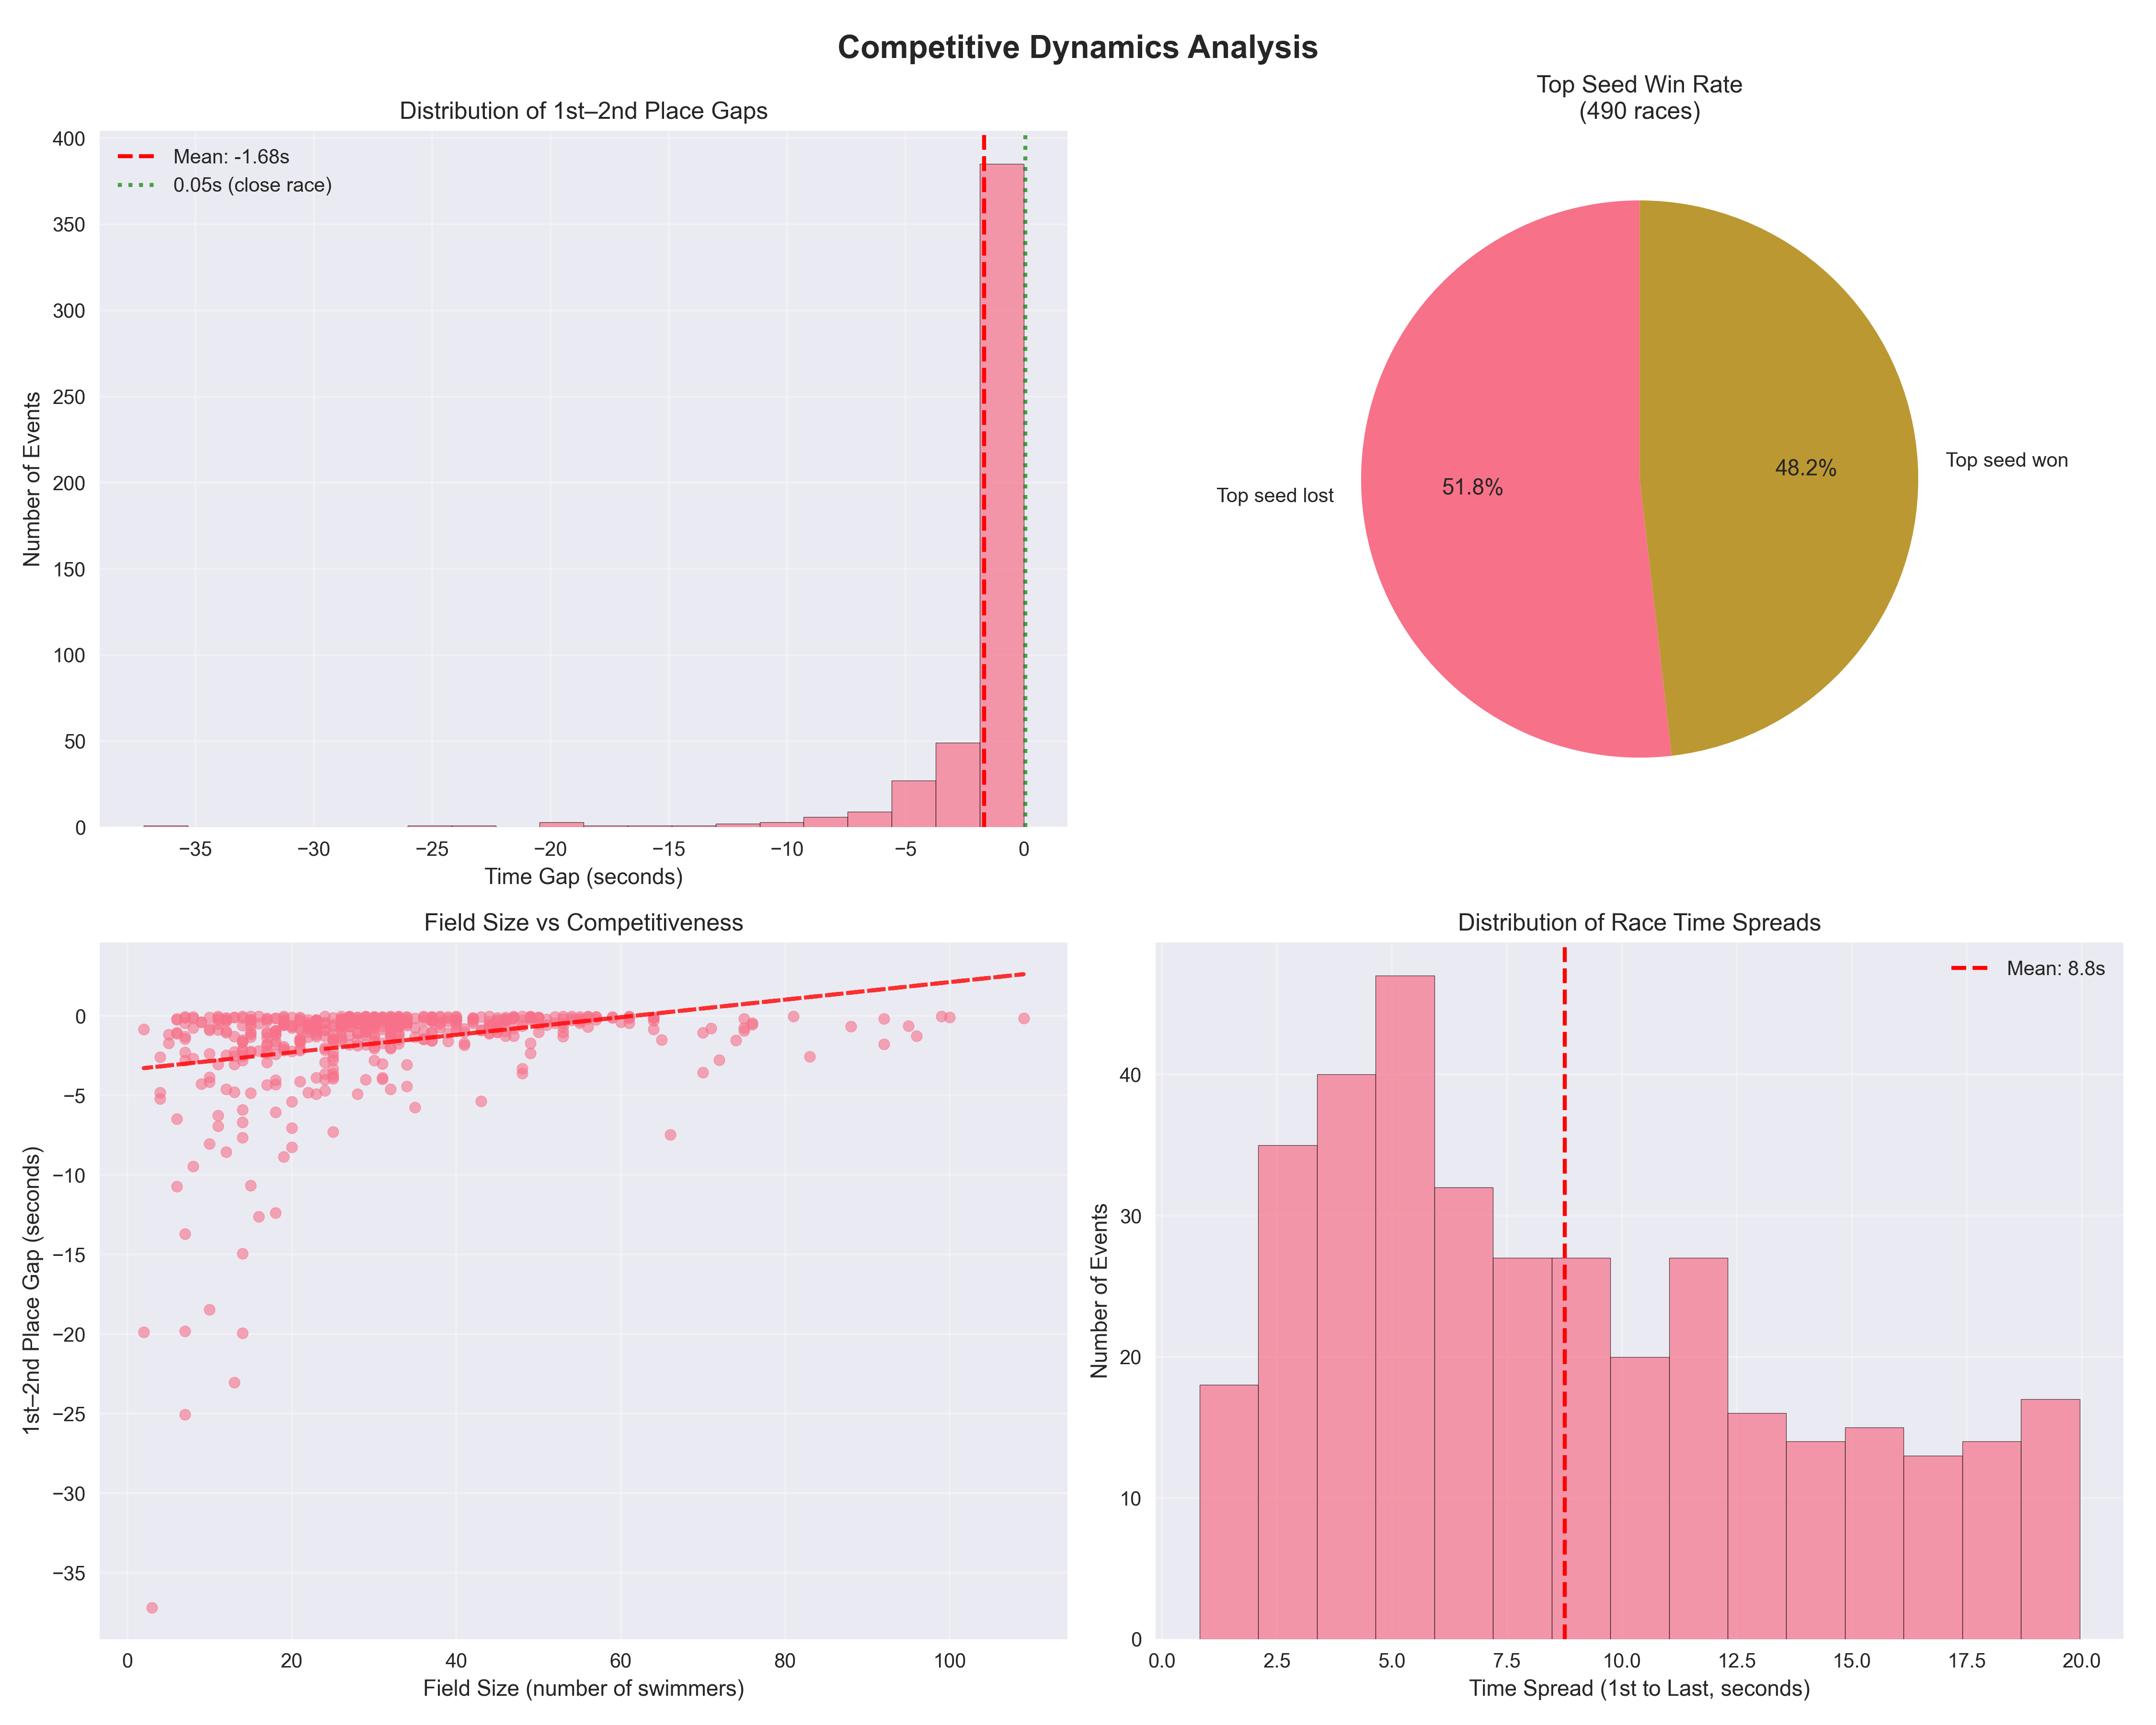 Competitive Dynamics Analysis
Distribution of 1st–2nd Place Gaps
Mean: -1.68s
0.05s (close race)
Number of Events
400
350
300
250
200
150
100
50
0
−35
−30
−25
−20
−15
−10
−5
0
Time Gap (seconds)
Top Seed Win Rate
(490 races)
Top seed lost
51.8%
48.2%
Top seed won
Field Size vs Competitiveness
1st–2nd Place Gap (seconds)
0
−5
−10
−15
−20
−25
−30
−35
0
20
40
60
80
100
Field Size (number of swimmers)
Distribution of Race Time Spreads
Mean: 8.8s
Number of Events
40
30
20
10
0
0.0
2.5
5.0
7.5
10.0
12.5
15.0
17.5
20.0
Time Spread (1st to Last, seconds)